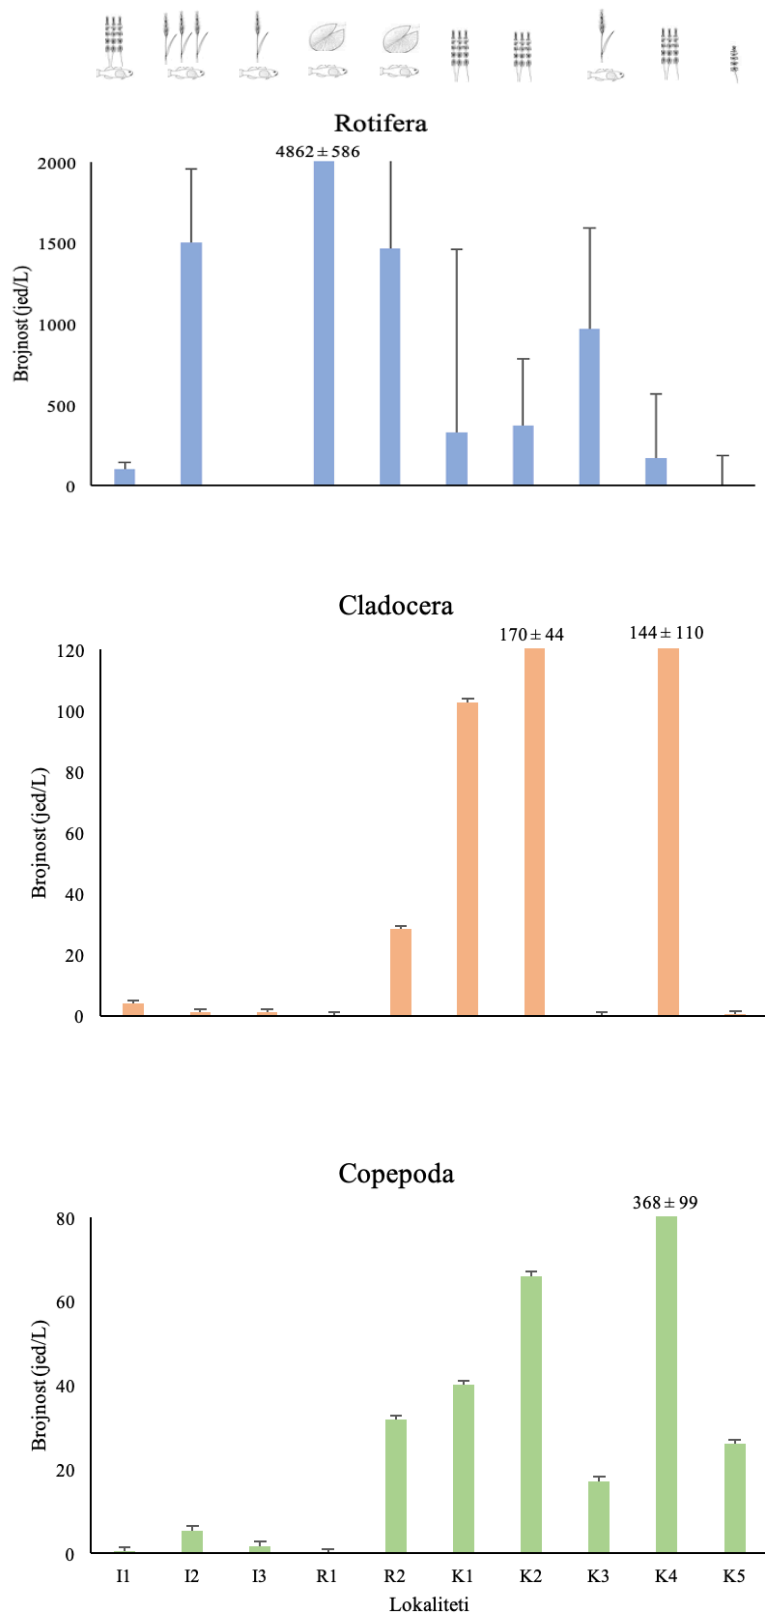 Rotifera
4862 ± 586
2000
1500
1000
500
0
Brojnost (jed/L)
Cladocera
170 ± 44 144 ± 110
120
100
80
60
40
20
0
Brojnost (jed/L)
Copepoda
368 ± 99
80
60
40
20
0
Brojnost (jed/L)
I1 I2 I3 R1 R2 K1 K2 K3 K4 K5
Lokaliteti